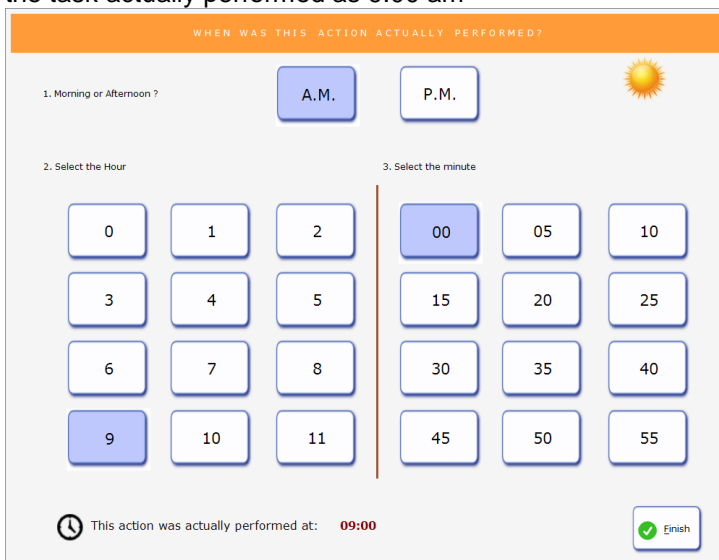 the task actually performed as 9:00 am
WHEN WAS THIS ACTION ACTUALLY PERFORMED?
1. Morning or Afternoon ?
A.M.
P.M.
2. Select the Hour
3. Select the minute
0 1 2 00 05 10
3 4 5 15 20 25
6 7 8 30 35 40
9 10 11 45 50 55
This action was actually performed at: 09:00
Finish